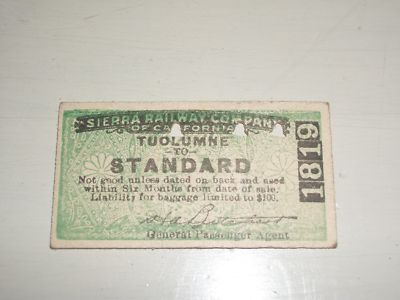 SIERRA RAILWAY COMPANY
OF CALIFORNIA
TUOLUMNE
-TO-
STANDARD
Not good unless dated on back and used
within Six Months from date of sale.
Liability for baggage limited to $100.
General Passenger Agent
1819